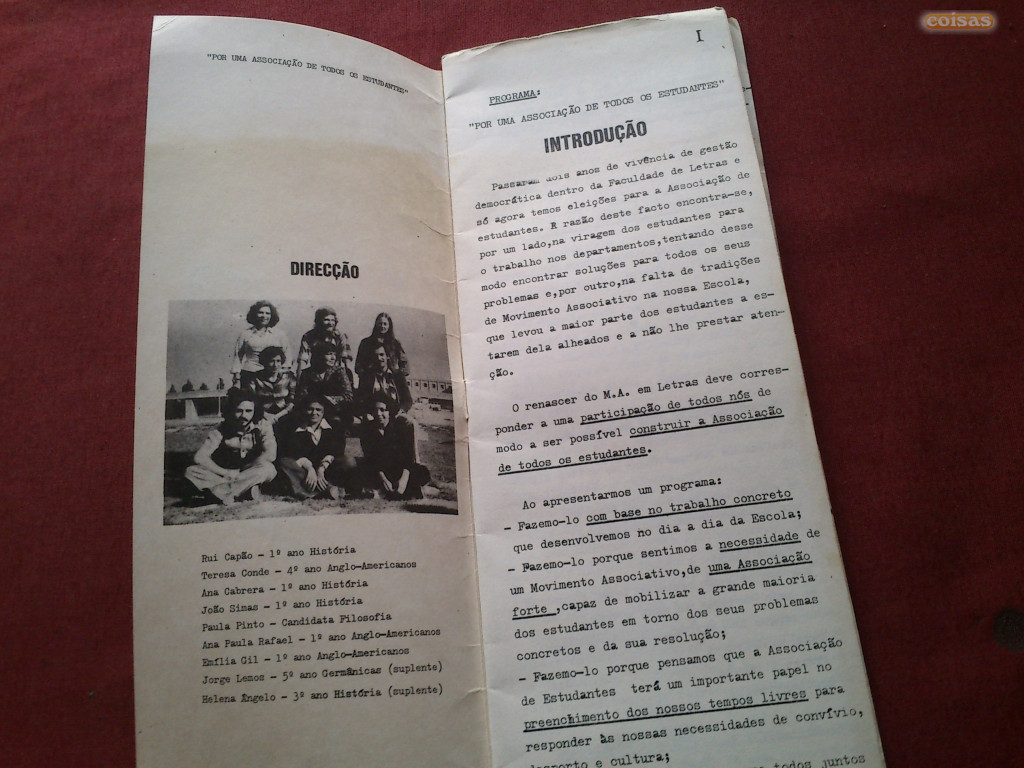 coisas
"POR UMA ASSOCIAÇÃO DE TODOS OS ESTUDANTES"
DIRECÇÃO
Rui Capão - 1º ano História
Teresa Conde - 4º ano Anglo-Americanos
Ana Cabrera - 1º ano História
João Simas - 1º ano História
Paula Pinto - Candidata Filosofia
Ana Paula Rafael - 1º ano Anglo-Americanos
Emília Gil - 1º ano Anglo-Americanos
Jorge Lemos - 5º ano Germânicas (suplente)
Helena Ângelo - 3º ano História (suplente)
I
PROGRAMA:
"POR UMA ASSOCIAÇÃO DE TODOS OS ESTUDANTES"
INTRODUÇÃO
Passaram dois anos de vivência de gestão
democrática dentro da Faculdade de Letras e
só agora temos eleições para a Associação de
estudantes. E razão deste facto encontra-se,
por um lado,na viragem dos estudantes para
o trabalho nos departamentos,tentando desse
modo encontrar soluções para todos os seus
problemas e,por outro,na falta de tradições
de Movimento Associativo na nossa Escola,
que levou a maior parte dos estudantes a es-
tarem dela alheados e a não lhe prestar aten-
ção.
O renascer do M.A. em Letras deve corres-
ponder a uma participação de todos nós de
modo a ser possível construir a Associação
de todos os estudantes.
Ao apresentarmos um programa:
- Fazemo-lo com base no trabalho concreto
que desenvolvemos no dia a dia da Escola;
- Fazemo-lo porque sentimos a necessidade de
um Movimento Associativo,de uma Associação
forte ,capaz de mobilizar a grande maioria
dos estudantes em torno dos seus problemas
concretos e da sua resolução;
- Fazemo-lo porque pensamos que a Associação
de Estudantes terá um importante papel no
preenchimento dos nossos tempos livres para
responder às nossas necessidades de convívio,
desporto e cultura;
todos juntos